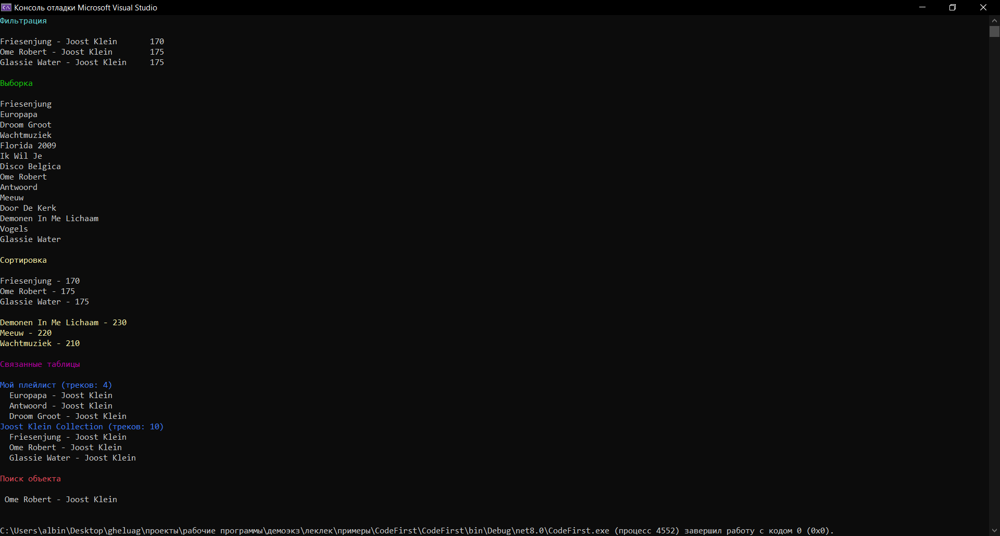 Консоль отладки Microsoft Visual Studio
Фильтрация
Friesenjung - Joost Klein 170
Ome Robert - Joost Klein 175
Glassie Water - Joost Klein 175
Выборка
Friesenjung
Europapa
Droom Groot
Wachtmuziek
Florida 2009
Ik Wil Je
Disco Belgica
Ome Robert
Antwoord
Meeuw
Door De Kerk
Demonen In Me Lichaam
Vogels
Glassie Water
Сортировка
Friesenjung - 170
Ome Robert - 175
Glassie Water - 175
Demonen In Me Lichaam - 230
Meeuw - 220
Wachtmuziek - 210
Связанные таблицы
Мой плейлист (треков: 4)
Europapa - Joost Klein
Antwoord - Joost Klein
Droom Groot - Joost Klein
Joost Klein Collection (треков: 10)
Friesenjung - Joost Klein
Ome Robert - Joost Klein
Glassie Water - Joost Klein
Поиск объекта
Ome Robert - Joost Klein
C:\Users\albin\Desktop\gheluag\проекты\рабочие программы\демоэкз\леклек\примеры\CodeFirst\CodeFirst\bin\Debug\net8.0\CodeFirst.exe (процесс 4552) завершил работу с кодом 0 (0x0).